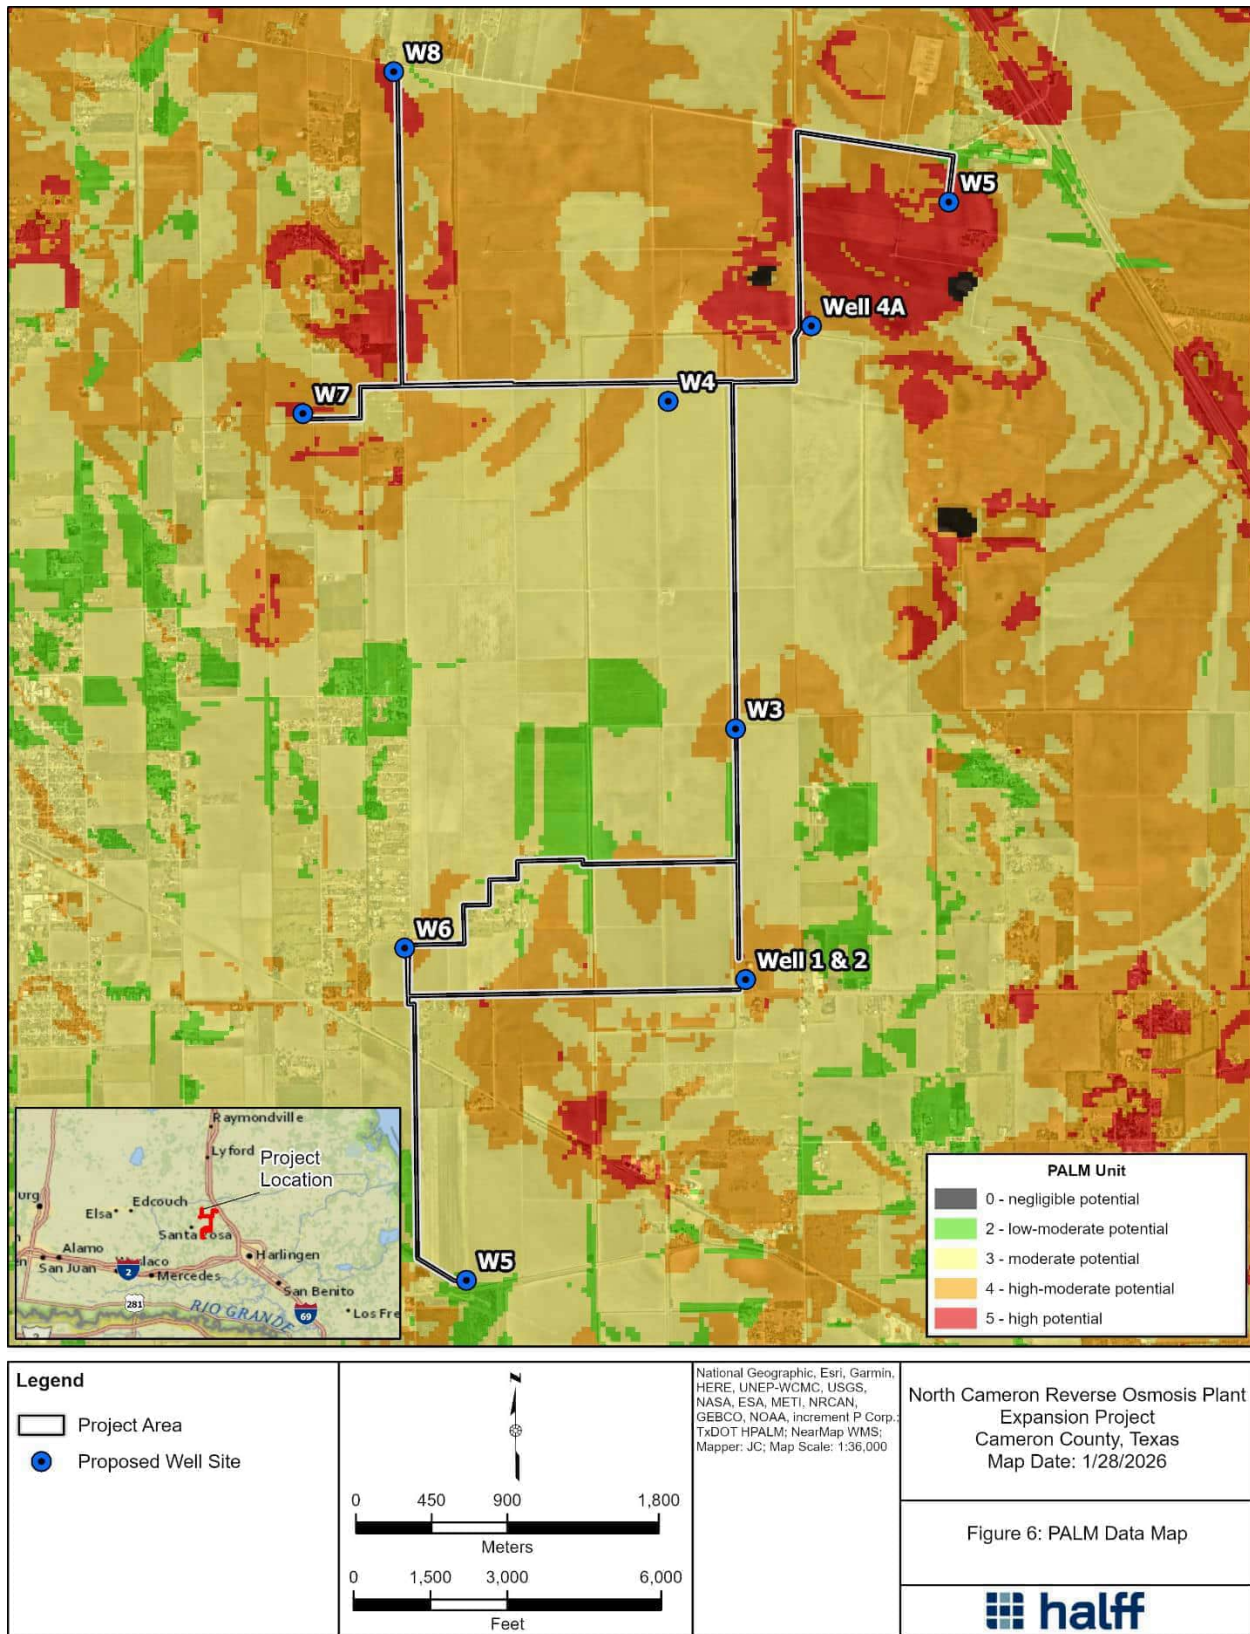 W8
W5
Well 4A
W4
W7
W3
W6
Well 1 & 2
W5
Raymondville
Lyford
Project
Location
urg
Edcouch
Elsa
Santa Rosa
Alamo
Harlingen
San Juan
2
Mercedes
San Benito
281
RIO GRANDE
69
Los Fre
PALM Unit
0 - negligible potential
2 - low-moderate potential
3 - moderate potential
4 - high-moderate potential
5 - high potential
Legend
Project Area
Proposed Well Site
N
0 450 900 1,800
Meters
0 1,500 3,000 6,000
Feet
National Geographic, Esri, Garmin,
HERE, UNEP-WCMC, USGS,
NASA, ESA, METI, NRCAN,
GEBCO, NOAA, increment P Corp.;
TxDOT HPALM; NearMap WMS;
Mapper: JC; Map Scale: 1:36,000
North Cameron Reverse Osmosis Plant
Expansion Project
Cameron County, Texas
Map Date: 1/28/2026
Figure 6: PALM Data Map
halff